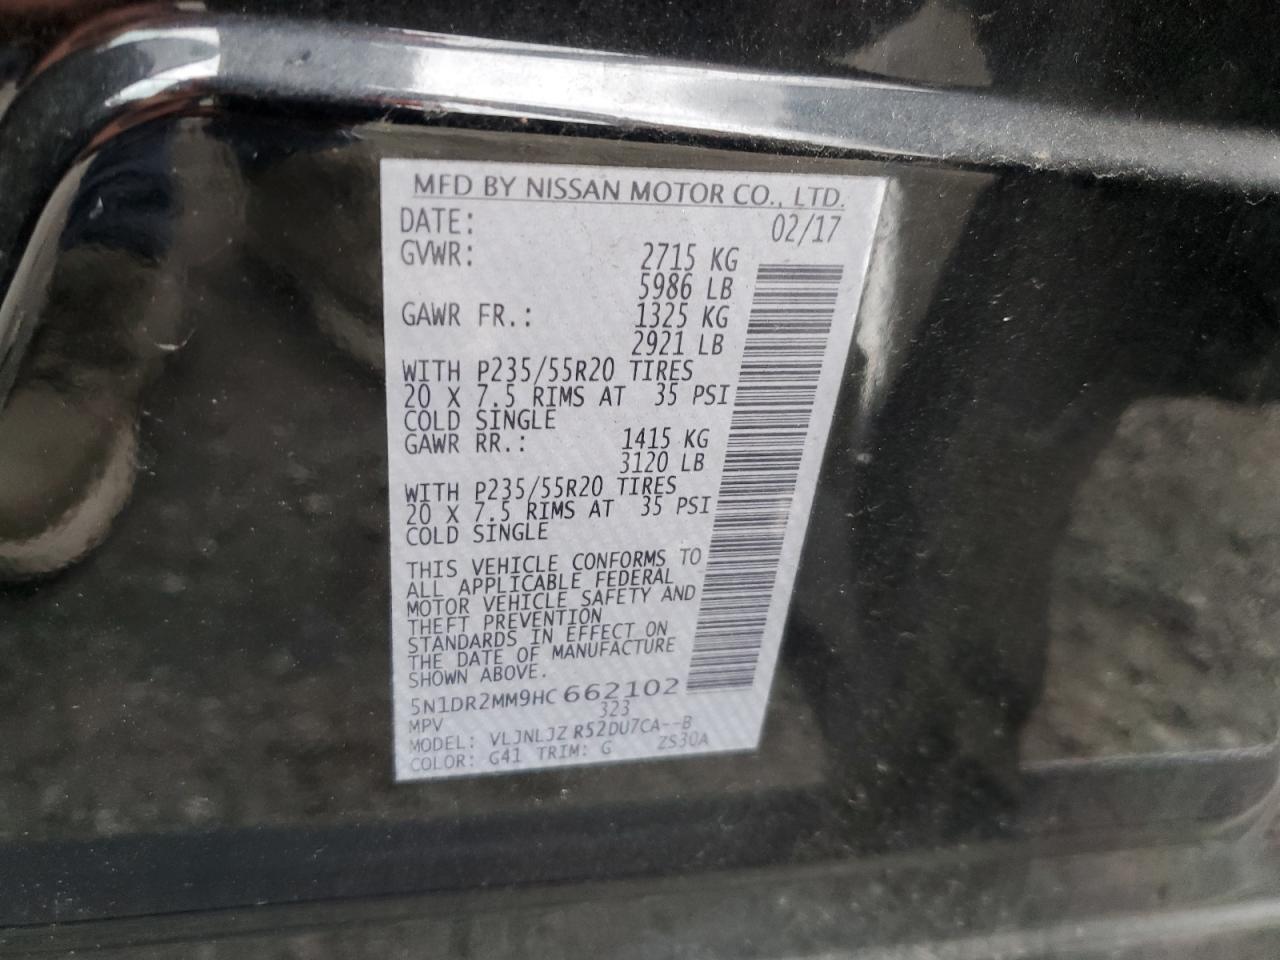 MFD BY NISSAN MOTOR CO., LTD.
DATE: 02/17
GVWR: 2715 KG
5986 LB
GAWR FR.: 1325 KG
2921 LB
WITH P235/55R20 TIRES
20 X 7.5 RIMS AT 35 PSI
COLD SINGLE
GAWR RR.: 1415 KG
3120 LB
WITH P235/55R20 TIRES
20 X 7.5 RIMS AT 35 PSI
COLD SINGLE
THIS VEHICLE CONFORMS TO
ALL APPLICABLE FEDERAL
MOTOR VEHICLE SAFETY AND
THEFT PREVENTION
STANDARDS IN EFFECT ON
THE DATE OF MANUFACTURE
SHOWN ABOVE.
5N1DR2MM9HC 662102
MPV 323
MODEL: VLJNLJZ R52DU7CA--B
COLOR: G41 TRIM: G ZS30A